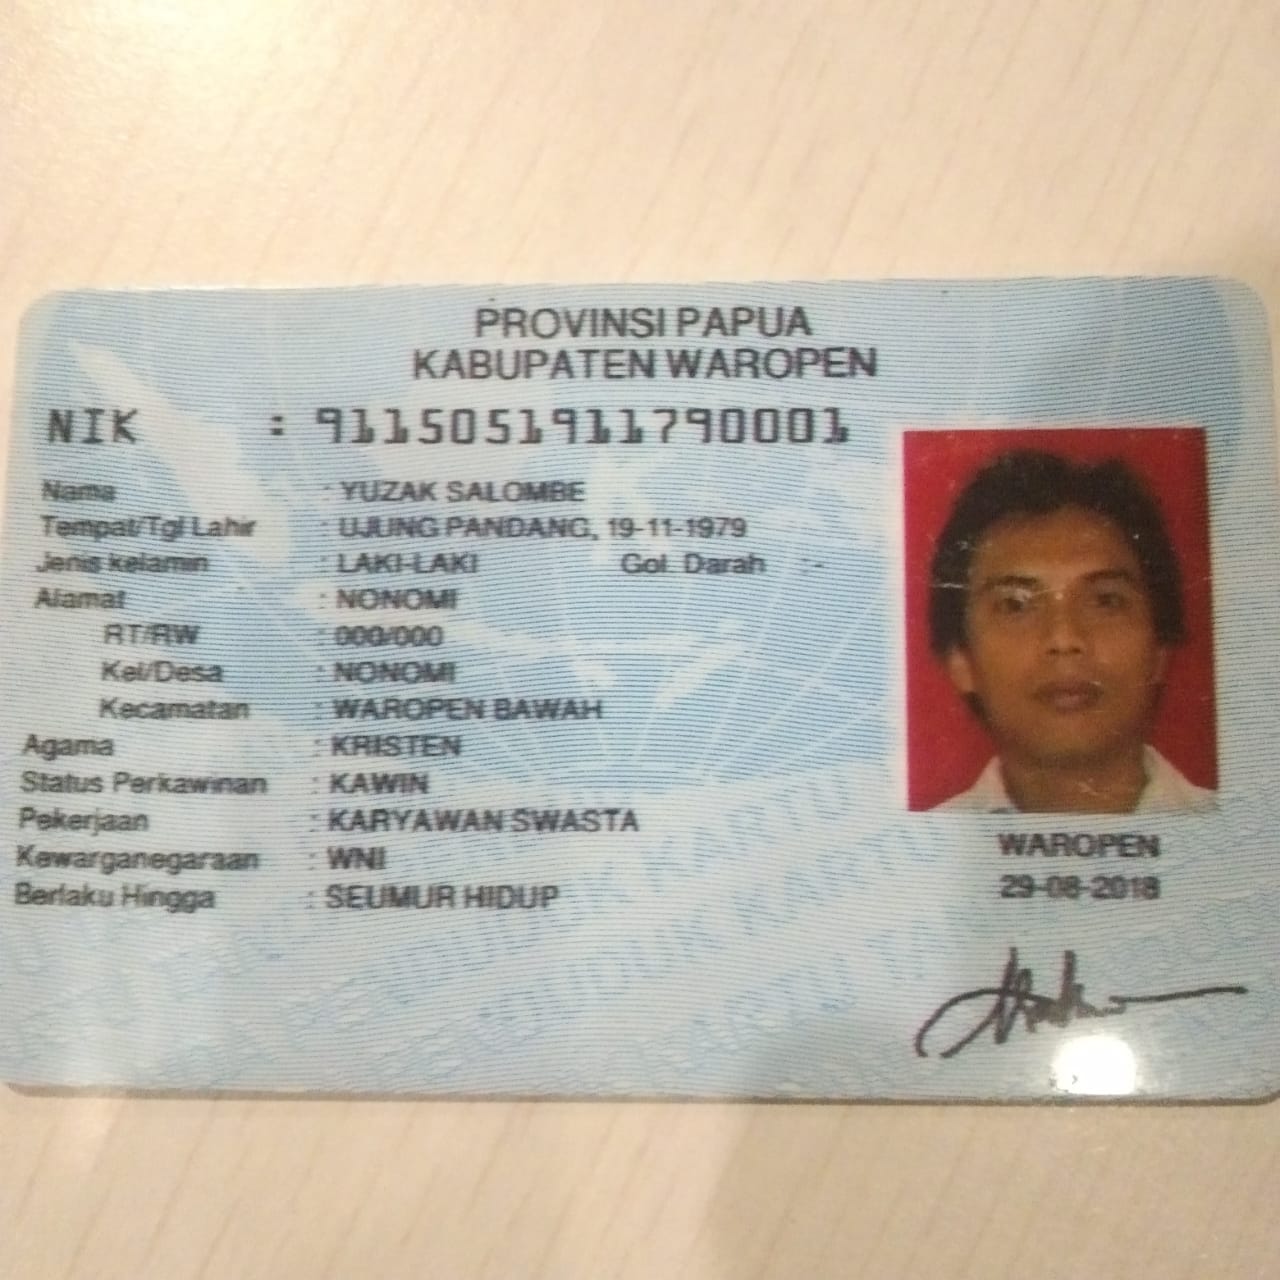 PROVINSI PAPUA
KABUPATEN WAROPEN
NIK : 9115051911790001
Nama : YUZAK SALOMBE
Tempat/Tgl Lahir : UJUNG PANDANG, 19-11-1979
Jenis kelamin : LAKI-LAKI Gol. Darah : -
Alamat : NONOMI
RT/RW : 000/000
Kel/Desa : NONOMI
Kecamatan : WAROPEN BAWAH
Agama : KRISTEN
Status Perkawinan : KAWIN
Pekerjaan : KARYAWAN SWASTA
Kewarganegaraan : WNI
Berlaku Hingga : SEUMUR HIDUP
WAROPEN
29-08-2018